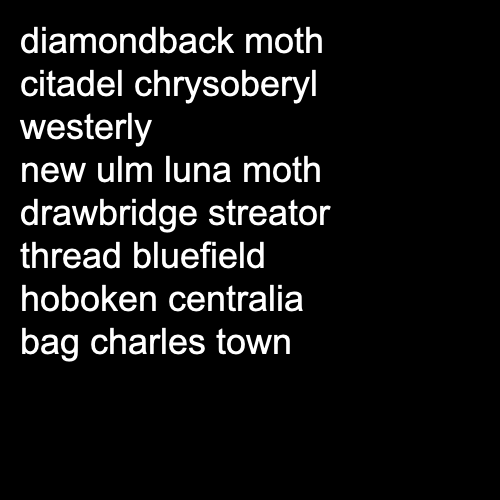 diamondback moth
citadel chrysoberyl
westerly
new ulm luna moth
drawbridge streator
thread bluefield
hoboken centralia
bag charles town